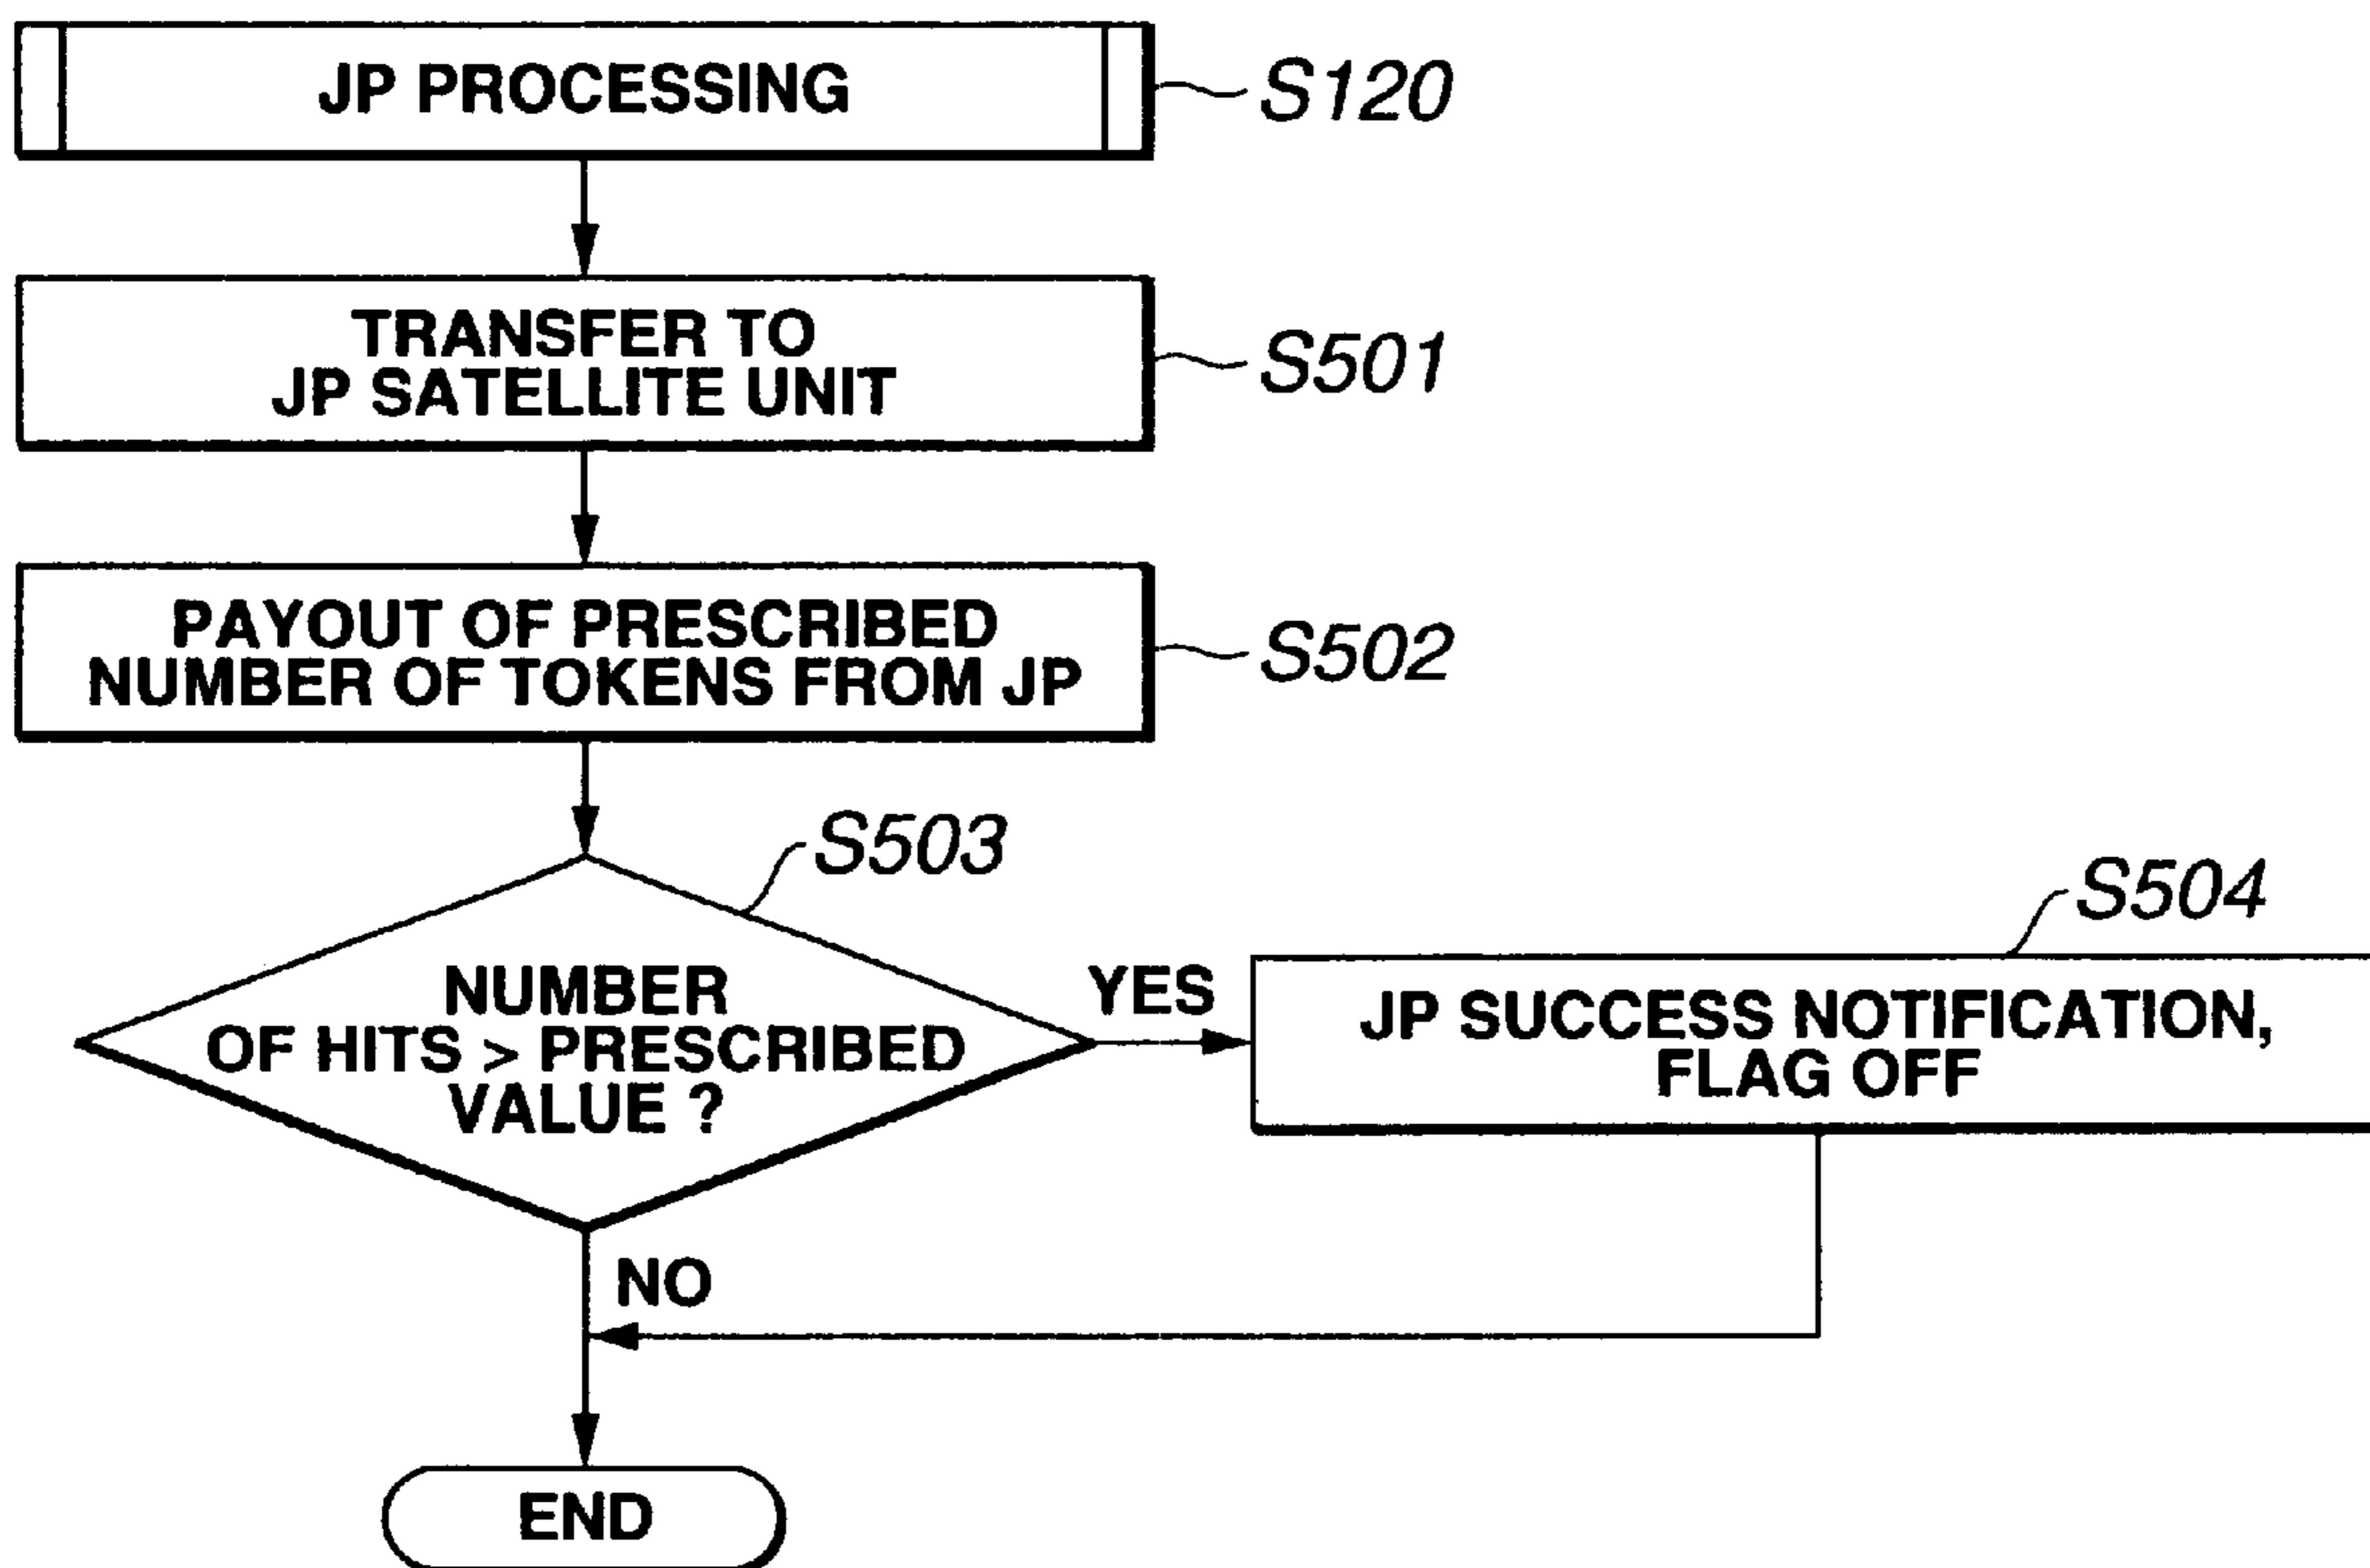 JP PROCESSING
S120
TRANSFER TO
JP SATELLITE UNIT
S501
PAYOUT OF PRESCRIBED
NUMBER OF TOKENS FROM JP
S502
S503
NUMBER
OF HITS > PRESCRIBED
VALUE ?
YES
S504
JP SUCCESS NOTIFICATION,
FLAG OFF
NO
END